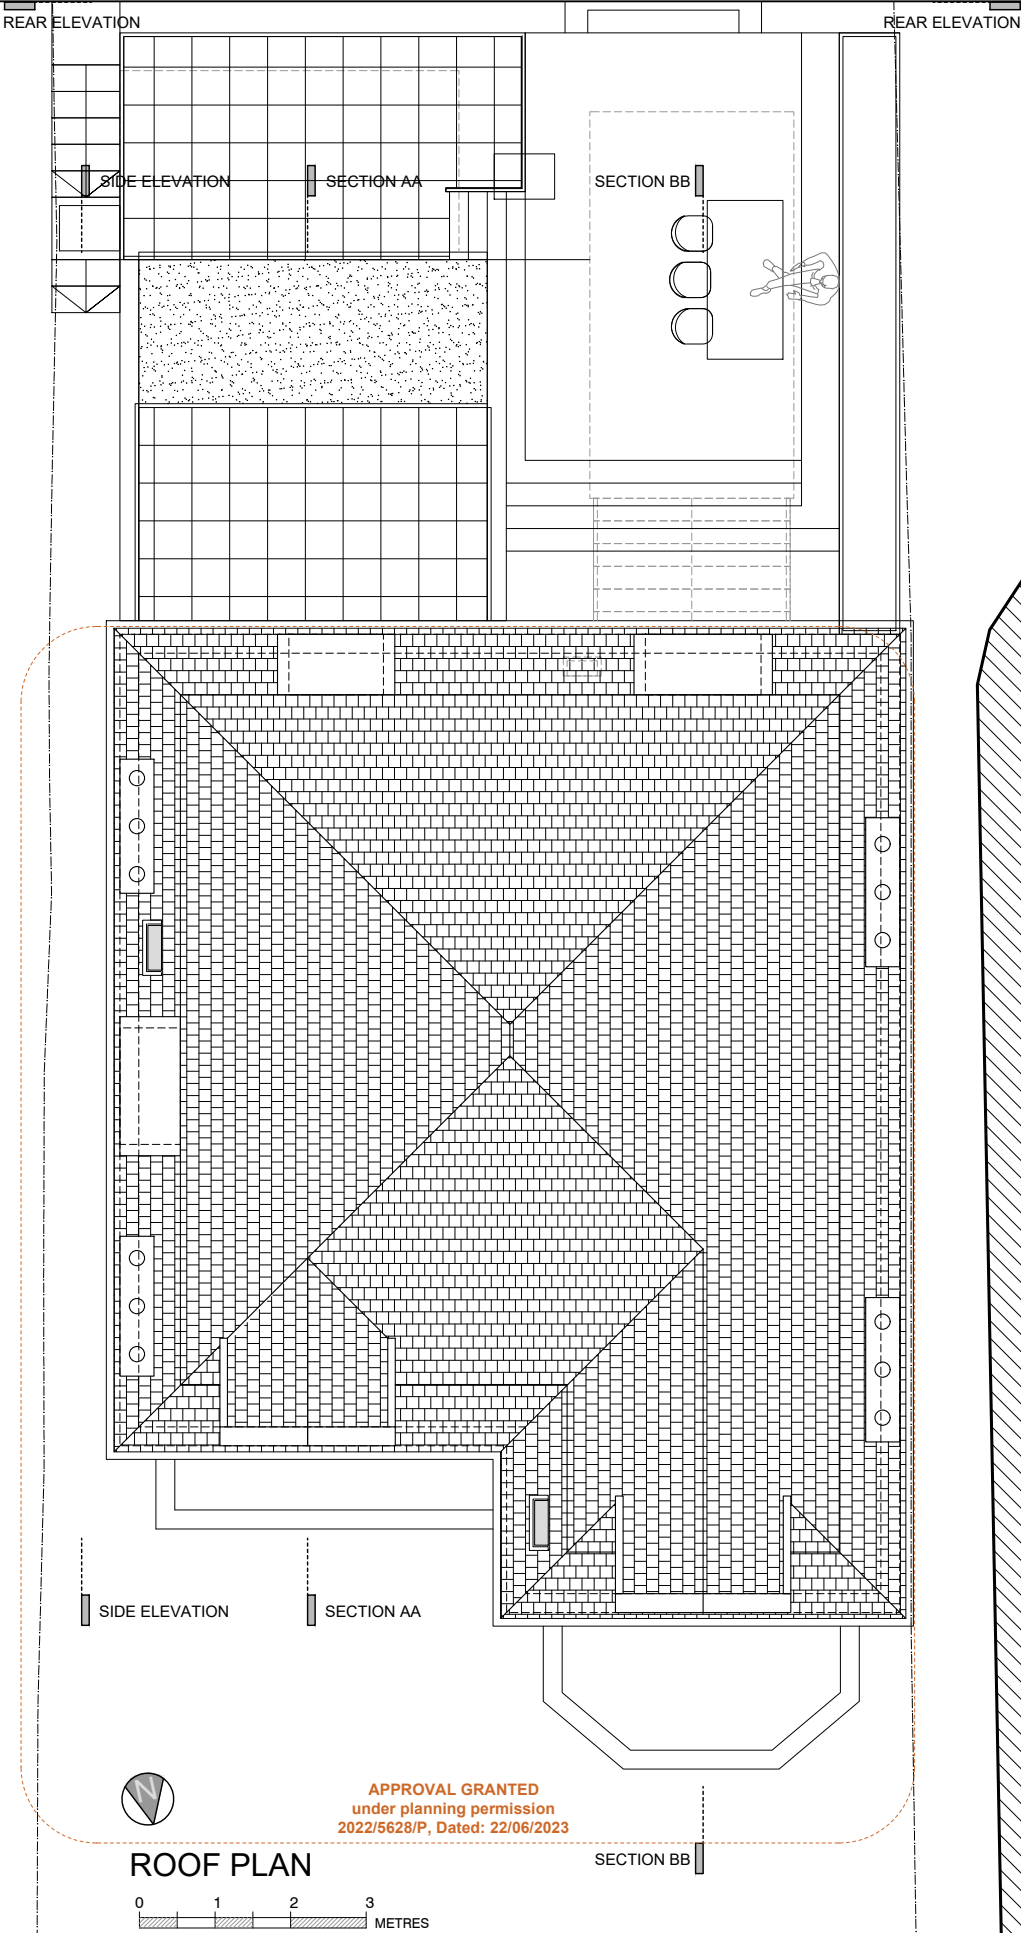 REAR ELEVATION
REAR ELEVATION
SIDE ELEVATION
SECTION AA
SECTION BB
SIDE ELEVATION
SECTION AA
N
APPROVAL GRANTED
under planning permission
2022/5628/P, Dated: 22/06/2023
SECTION BB
ROOF PLAN
0 1 2 3
METRES